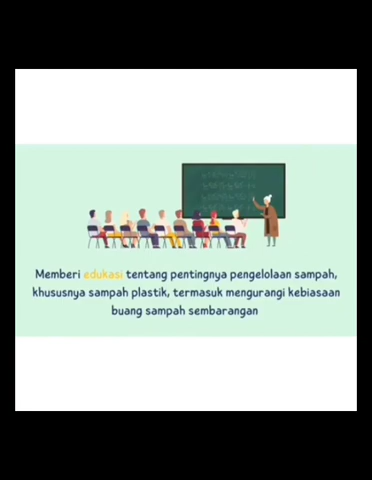 Memberi edukasi tentang pentingnya pengelolaan sampah,
khususnya sampah plastik, termasuk mengurangi kebiasaan
buang sampah sembarangan